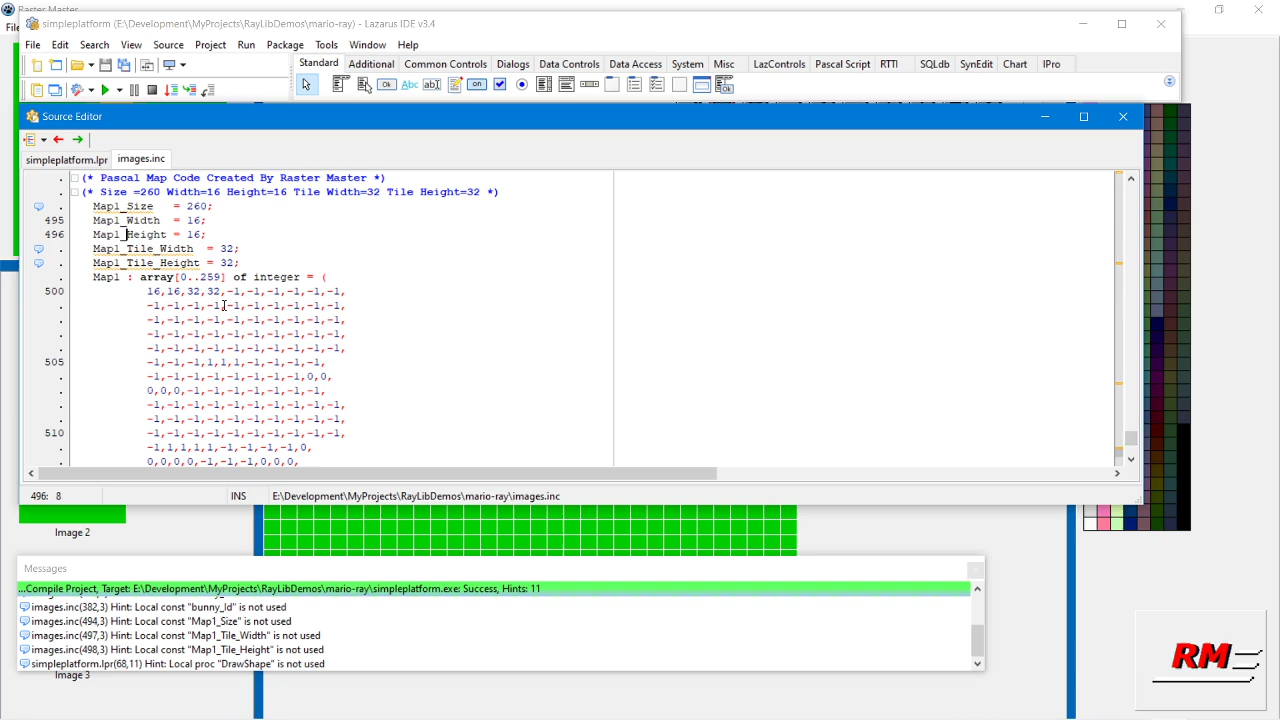 Raster Master
simpleplatform (E:\Development\MyProjects\RayLibDemos\mario-ray) - Lazarus IDE v3.4
File Edit Search View Source Project Run Package Tools Window Help
Standard Additional Common Controls Dialogs Data Controls Data Access System Misc LazControls Pascal Script RTTI SQLdb SynEdit Chart IPro
Ok Abc ab on Ok
Source Editor
simpleplatform.lpr images.inc
(* Pascal Map Code Created By Raster Master *)
(* Size =260 Width=16 Height=16 Tile Width=32 Tile Height=32 *)
Map1_Size = 260;
495 Map1_Width = 16;
496 Map1_Height = 16;
Map1_Tile_Width = 32;
Map1_Tile_Height = 32;
Map1 : array[0..259] of integer = (
500 16,16,32,32,-1,-1,-1,-1,-1,-1,
-1,-1,-1,-1,-1,-1,-1,-1,-1,-1,
-1,-1,-1,-1,-1,-1,-1,-1,-1,-1,
-1,-1,-1,-1,-1,-1,-1,-1,-1,-1,
-1,-1,-1,-1,-1,-1,-1,-1,-1,-1,
505 -1,-1,-1,1,1,1,-1,-1,-1,-1,
-1,-1,-1,-1,-1,-1,-1,-1,0,0,
0,0,0,-1,-1,-1,-1,-1,-1,-1,
-1,-1,-1,-1,-1,-1,-1,-1,-1,-1,
-1,-1,-1,-1,-1,-1,-1,-1,-1,-1,
510 -1,-1,-1,-1,-1,-1,-1,-1,-1,-1,
-1,1,1,1,1,-1,-1,-1,-1,0,
0,0,0,0,-1,-1,-1,0,0,0,
496: 8 INS E:\Development\MyProjects\RayLibDemos\mario-ray\images.inc
Image 2
Messages
...Compile Project, Target: E:\Development\MyProjects\RayLibDemos\mario-ray\simpleplatform.exe: Success, Hints: 11
images.inc(382,3) Hint: Local const "bunny_Id" is not used
images.inc(494,3) Hint: Local const "Map1_Size" is not used
images.inc(497,3) Hint: Local const "Map1_Tile_Width" is not used
images.inc(498,3) Hint: Local const "Map1_Tile_Height" is not used
simpleplatform.lpr(68,11) Hint: Local proc "DrawShape" is not used
Image 3
RM